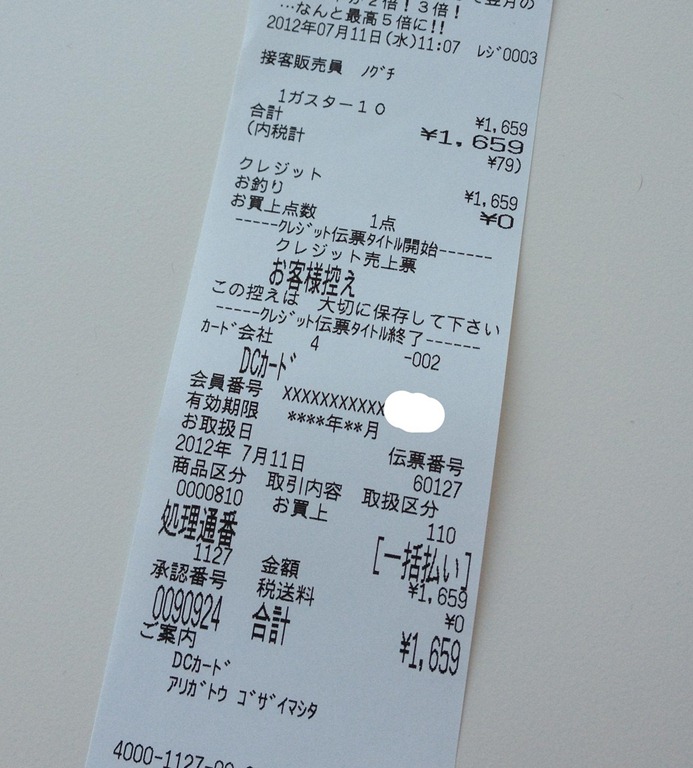 2倍!3倍!
...なんと最高5倍に!!
2012年07月11日(水)11:07 レジ0003
接客販売員 ノグチ
1ガスター10 ¥1,659
合計 ¥1,659
(内税計 ¥79)
クレジット ¥1,659
お釣り ¥0
お買上点数 1点
-----クレジット伝票タイトル開始------
クレジット売上票
お客様控え
この控えは 大切に保存して下さい
-----クレジット伝票タイトル終了------
カード会社 4 -002
DCカード
会員番号 XXXXXXXXXXX
有効期限 ****年**月
お取扱日 伝票番号
2012年 7月11日 60127
商品区分 取引内容 取扱区分
0000810 お買上 110
処理通番 [一括払い]
1127 金額 ¥1,659
承認番号 税送料 ¥0
0090924 合計 ¥1,659
ご案内
DCカード
アリガトウ ゴザイマシタ
4000-1127-00